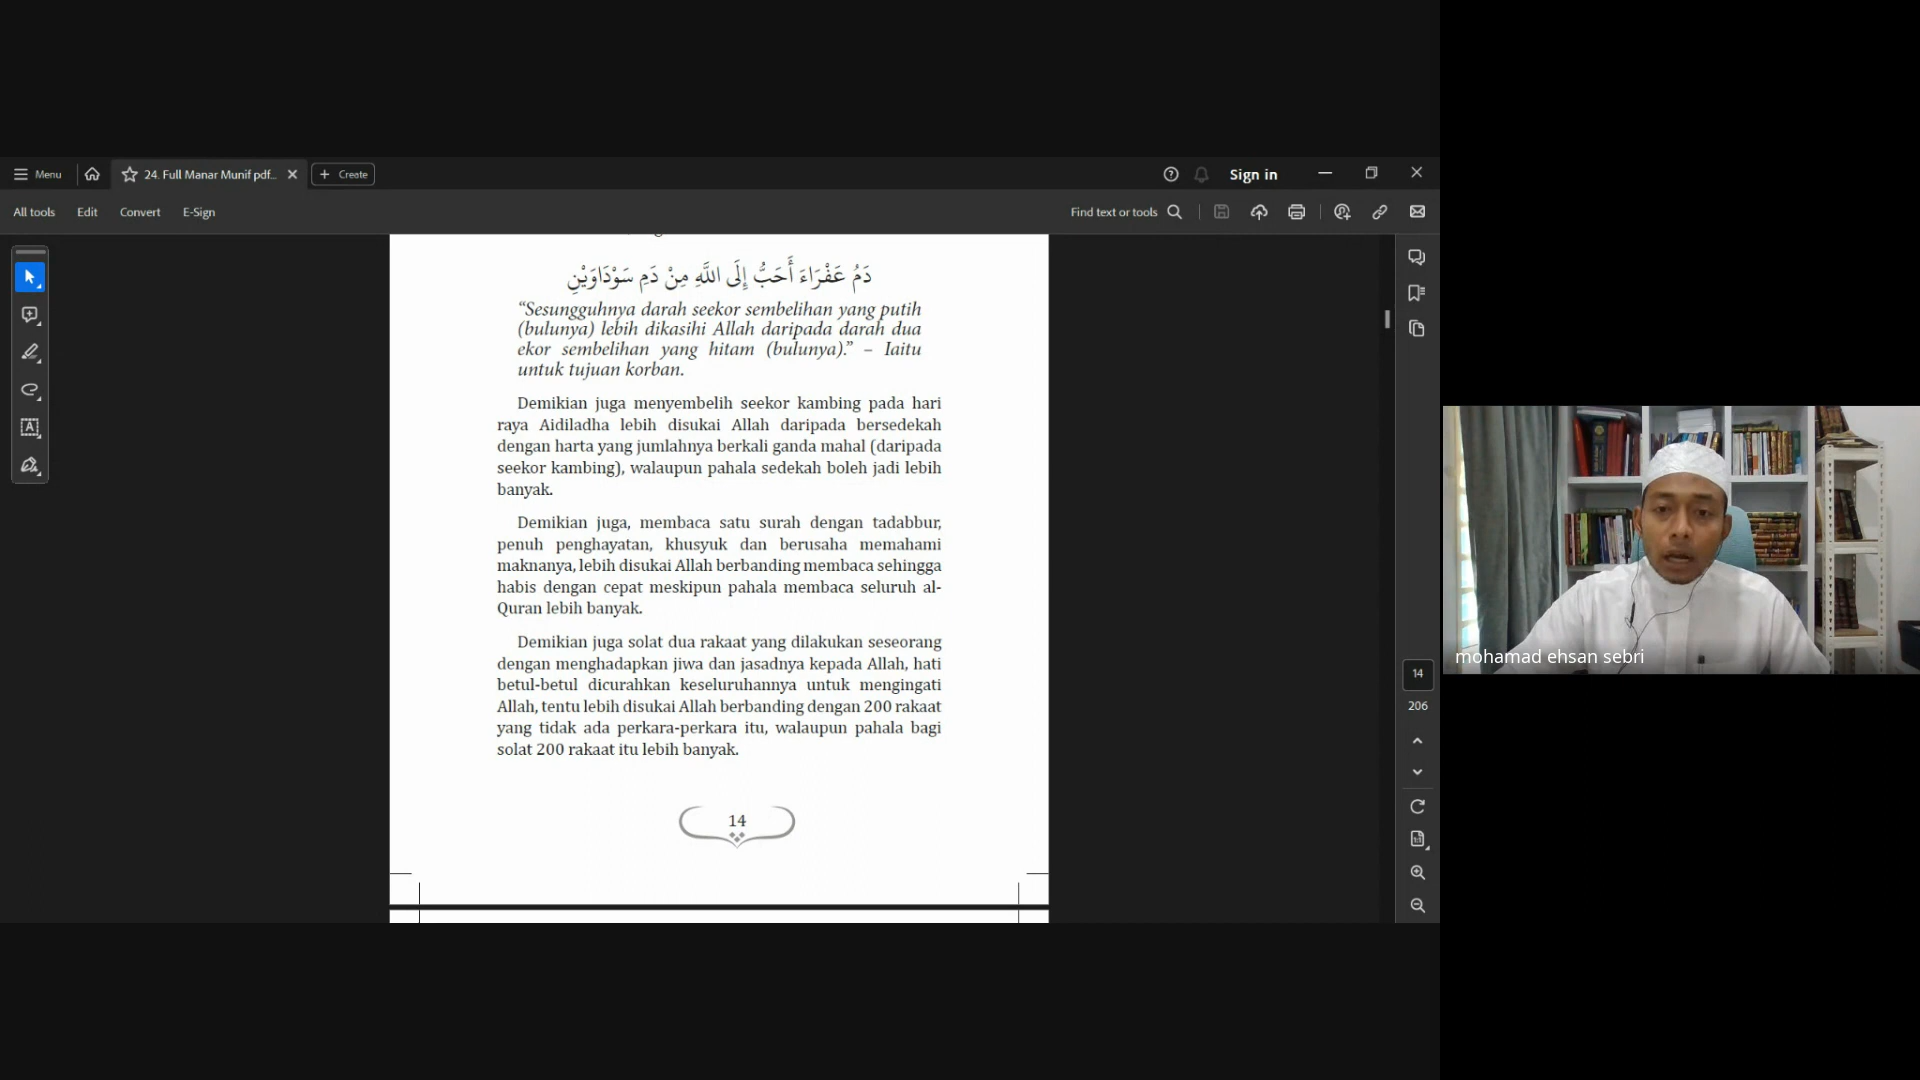 Menu
24. Full Manar Munif pdf...
Create
Sign in
All tools
Edit
Convert
E-Sign
Find text or tools
دَمُ عَفْرَاءَ أَحَبُّ إِلَى اللَّهِ مِنْ دَمِ سَوْدَاوَيْنِ
“Sesungguhnya darah seekor sembelihan yang putih
(bulunya) lebih dikasihi Allah daripada darah dua
ekor sembelihan yang hitam (bulunya).” – Iaitu
untuk tujuan korban.
Demikian juga menyembelih seekor kambing pada hari
raya Aidiladha lebih disukai Allah daripada bersedekah
dengan harta yang jumlahnya berkali ganda mahal (daripada
seekor kambing), walaupun pahala sedekah boleh jadi lebih
banyak.
Demikian juga, membaca satu surah dengan tadabbur,
penuh penghayatan, khusyuk dan berusaha memahami
maknanya, lebih disukai Allah berbanding membaca sehingga
habis dengan cepat meskipun pahala membaca seluruh al-
Quran lebih banyak.
Demikian juga solat dua rakaat yang dilakukan seseorang
dengan menghadapkan jiwa dan jasadnya kepada Allah, hati
betul-betul dicurahkan keseluruhannya untuk mengingati
Allah, tentu lebih disukai Allah berbanding dengan 200 rakaat
yang tidak ada perkara-perkara itu, walaupun pahala bagi
solat 200 rakaat itu lebih banyak.
14
14
206
mohamad ehsan sebri